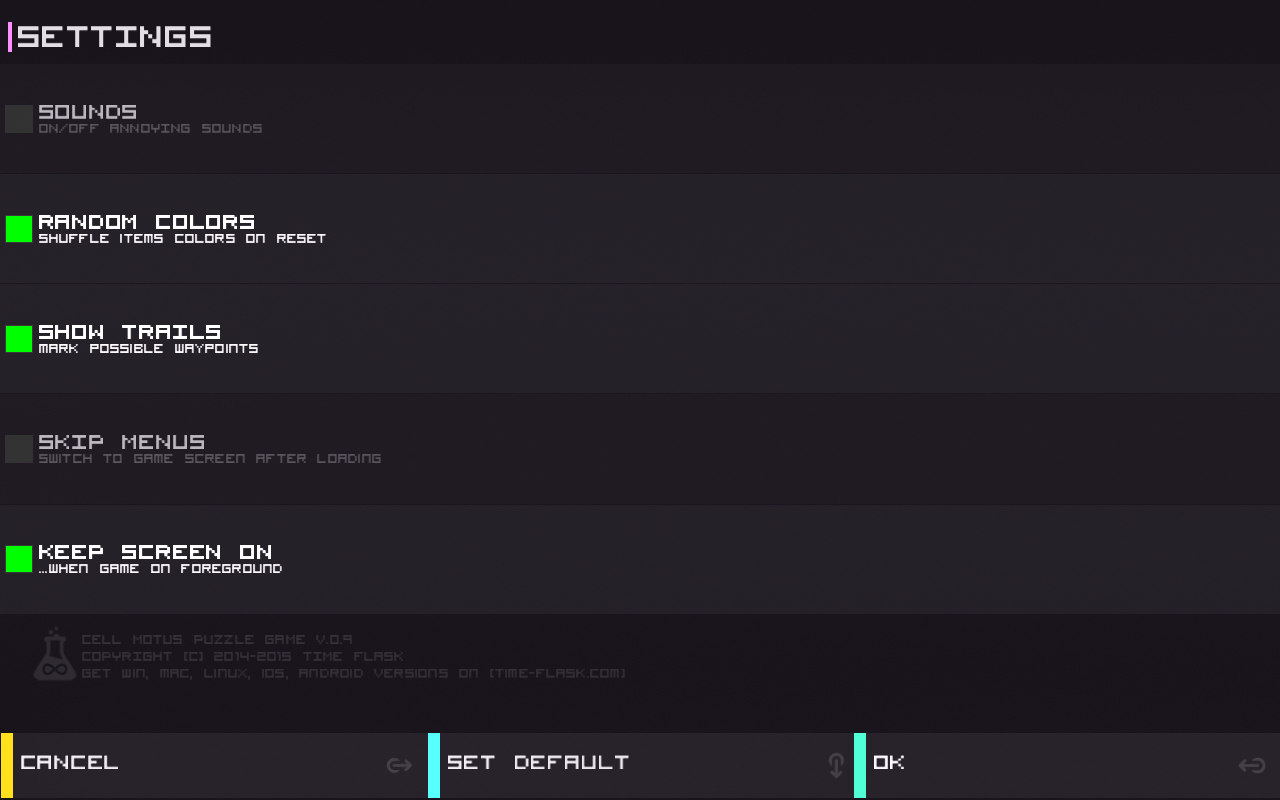 SETTINGS
SOUNDS
ON/OFF ANNOYING SOUNDS
RANDOM COLORS
SHUFFLE ITEMS COLORS ON RESET
SHOW TRAILS
MARK POSSIBLE WAYPOINTS
SKIP MENUS
SWITCH TO GAME SCREEN AFTER LOADING
KEEP SCREEN ON
...WHEN GAME ON FOREGROUND
CELL MOTUS PUZZLE GAME V.0.9
COPYRIGHT (C) 2014-2015 TIME FLASK
GET WIN, MAC, LINUX, IOS, ANDROID VERSIONS ON (TIME-FLASK.COM)
CANCEL
SET DEFAULT
OK